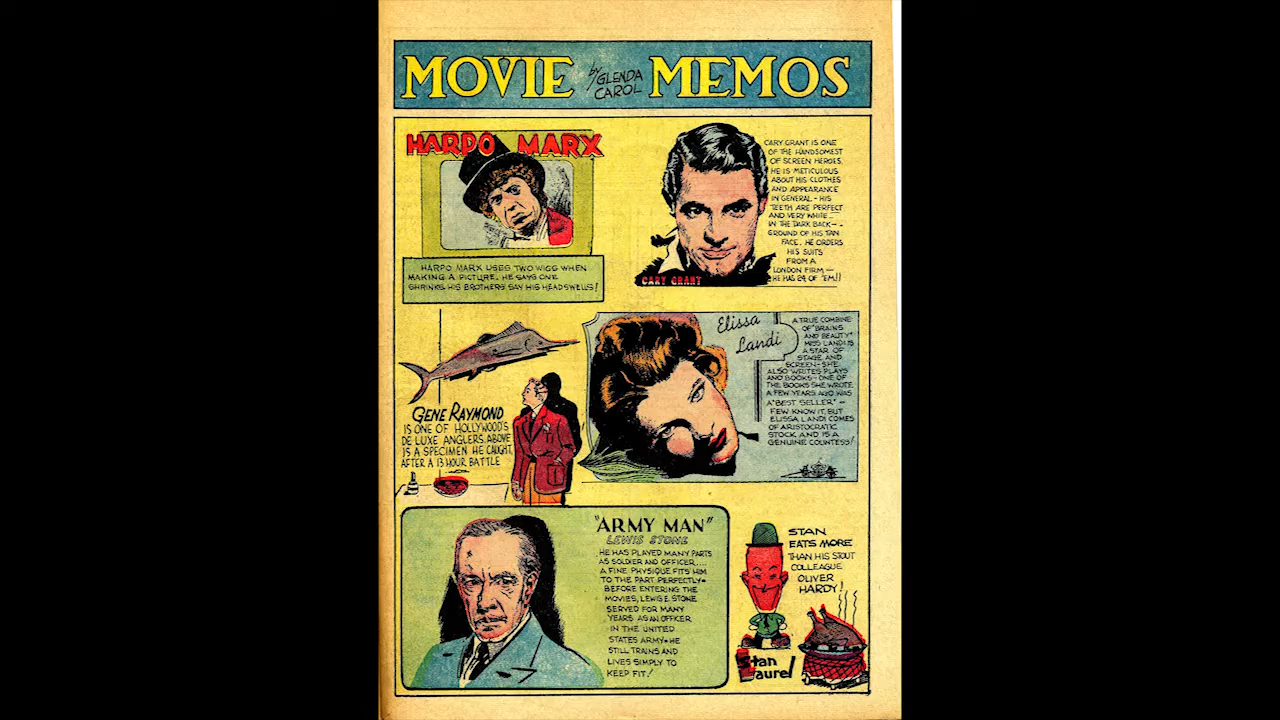 MOVIE by GLENDA CAROL MEMOS
HARPO MARX
HARPO MARX USES TWO WIGS WHEN
MAKING A PICTURE. HE SAYS ONE
SHRINKS. HIS BROTHERS SAY HIS HEAD SWELLS!
CARY GRANT IS ONE
OF THE HANDSOMEST
OF SCREEN HEROES.
HE IS METICULOUS
ABOUT HIS CLOTHES
AND APPEARANCE
IN GENERAL - HIS
TEETH ARE PERFECT
AND VERY WHITE -
IN THE DARK BACK-
GROUND OF HIS TAN
FACE. HE ORDERS
HIS SUITS
FROM A
LONDON FIRM -
HE HAS 29 OF 'EM!!
CARY GRANT
Elissa
Landi
A TRUE COMBINE
OF "BRAINS
AND BEAUTY"
MISS LANDI IS
A STAR OF
STAGE AND
SCREEN - SHE
ALSO WRITES PLAYS
AND BOOKS - ONE OF
THE BOOKS SHE WROTE
A FEW YEARS AGO WAS
A "BEST SELLER" -
FEW KNOW IT, BUT
ELISSA LANDI COMES
OF ARISTOCRATIC
STOCK AND IS A
GENUINE COUNTESS!
GENE RAYMOND
IS ONE OF HOLLYWOOD'S
DE LUXE ANGLERS. ABOVE
IS A SPECIMEN HE CAUGHT,
AFTER A 13 HOUR BATTLE
"ARMY MAN"
LEWIS STONE
HE HAS PLAYED MANY PARTS
AS SOLDIER AND OFFICER....
A FINE PHYSIQUE FITS HIM
TO THE PART PERFECTLY -
BEFORE ENTERING THE
MOVIES, LEWIS STONE
SERVED FOR MANY
YEARS AS AN OFFICER
IN THE UNITED
STATES ARMY - HE
STILL TRAINS AND
LIVES SIMPLY TO
KEEP FIT!
STAN
EATS MORE
THAN HIS STOUT
COLLEAGUE
OLIVER
HARDY!
Stan
Laurel